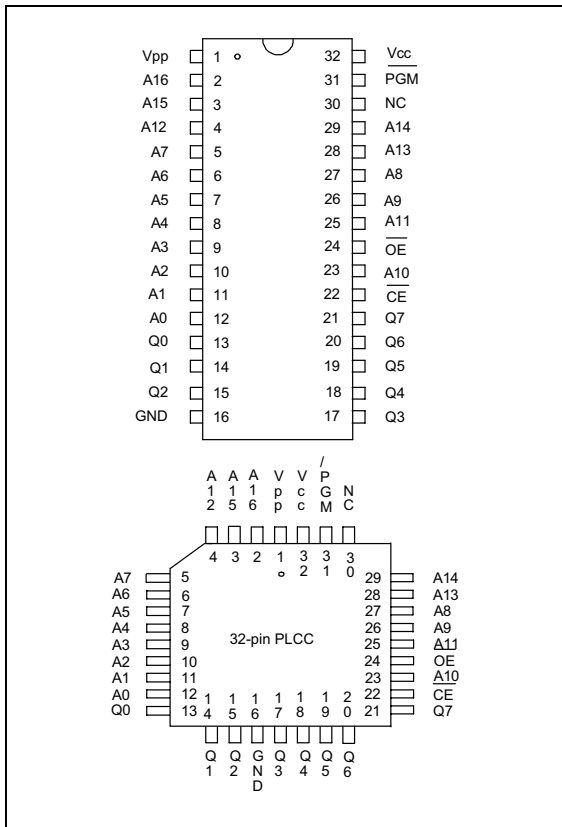 Vpp 1 32 Vcc
A16 2 31 PGM
A15 3 30 NC
A12 4 29 A14
A7 5 28 A13
A6 6 27 A8
A5 7 26 A9
A4 8 25 A11
A3 9 24 OE
A2 10 23 A10
A1 11 22 CE
A0 12 21 Q7
Q0 13 20 Q6
Q1 14 19 Q5
Q2 15 18 Q4
GND 16 17 Q3
A12 A15 A16 Vpp Vcc /PGM NC
4 3 2 1 32 31 30
A7 5 29 A14
A6 6 28 A13
A5 7 27 A8
A4 8 26 A9
A3 9 32-pin PLCC 25 A11
A2 10 24 OE
A1 11 23 A10
A0 12 22 CE
Q0 13 21 Q7
14 15 16 17 18 19 20
Q1 Q2 GND Q3 Q4 Q5 Q6